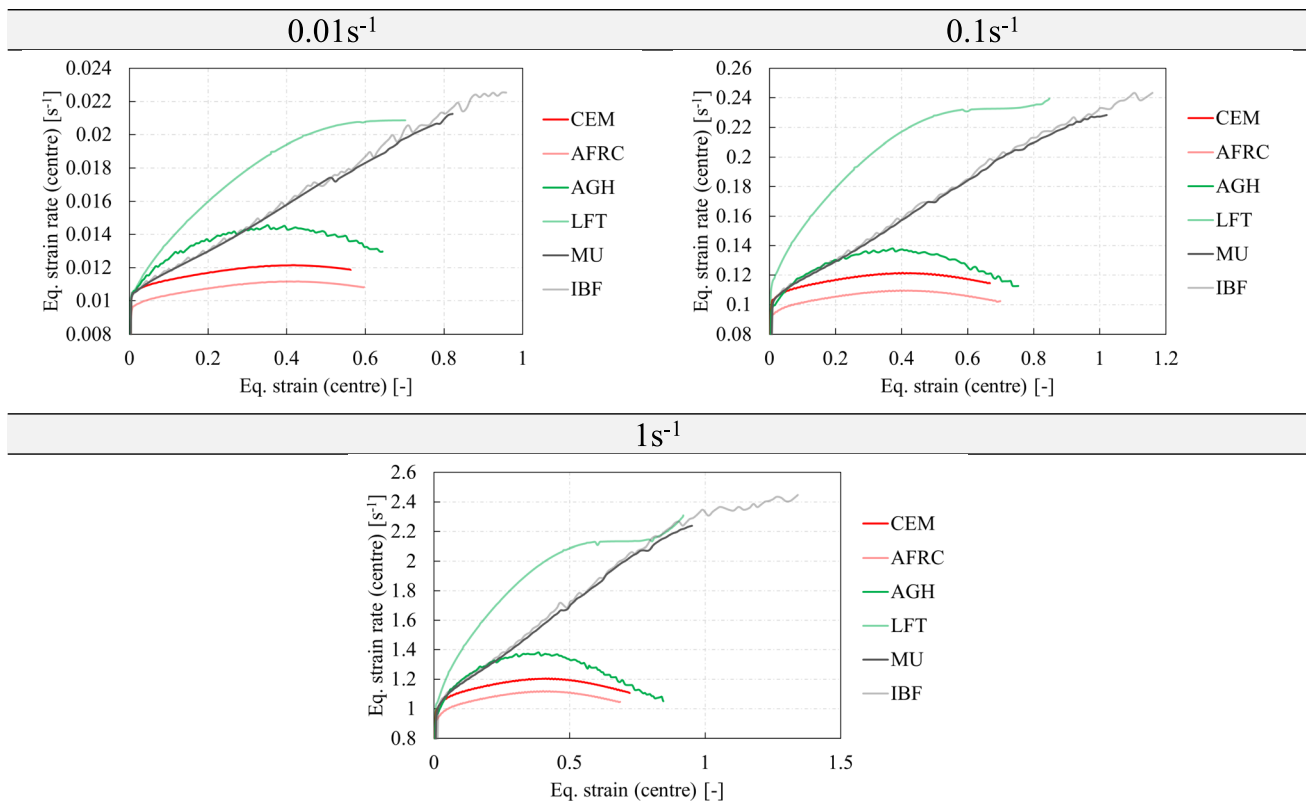 0.01s⁻¹
0.1s⁻¹
Eq. strain rate (centre) [s⁻¹]
0.024
0.022
0.02
0.018
0.016
0.014
0.012
0.01
0.008
0
0.2
0.4
0.6
0.8
1
Eq. strain (centre) [-]
CEM
AFRC
AGH
LFT
MU
IBF
Eq. strain rate (centre) [s⁻¹]
0.26
0.24
0.22
0.2
0.18
0.16
0.14
0.12
0.1
0.08
0
0.2
0.4
0.6
0.8
1
1.2
Eq. strain (centre) [-]
CEM
AFRC
AGH
LFT
MU
IBF
1s⁻¹
Eq. strain rate (centre) [s⁻¹]
2.6
2.4
2.2
2
1.8
1.6
1.4
1.2
1
0.8
0
0.5
1
1.5
Eq. strain (centre) [-]
CEM
AFRC
AGH
LFT
MU
IBF